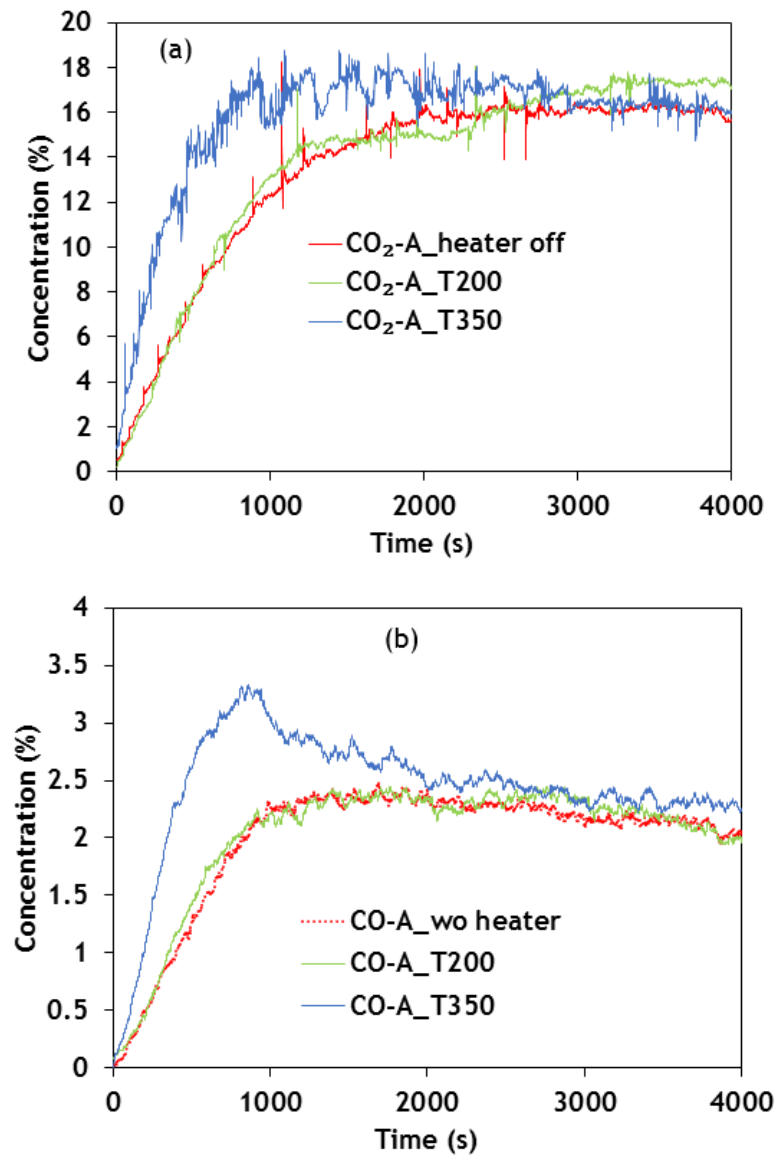 20
(a)
18
16
14
12
10
8
6
4
2
0
Concentration (%)
CO₂-A_heater off
CO₂-A_T200
CO₂-A_T350
0 1000 2000 3000 4000
Time (s)
4
(b)
3.5
3
2.5
2
1.5
1
0.5
0
Concentration (%)
CO-A_wo heater
CO-A_T200
CO-A_T350
0 1000 2000 3000 4000
Time (s)